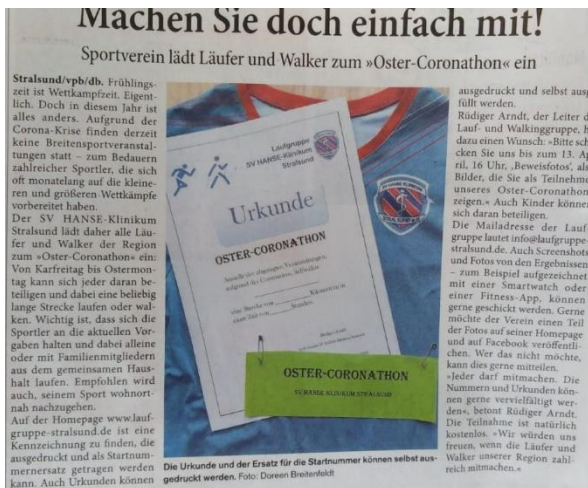 Machen Sie doch einfach mit!
Sportverein lädt Läufer und Walker zum »Oster-Coronathon« ein
Stralsund/vpb/db. Frühlings-
zeit ist Wettkampfzeit. Eigent-
lich. Doch in diesem Jahr ist
alles anders. Aufgrund der
Corona-Krise finden derzeit
keine Breitensportveranstal-
tungen statt – zum Bedauern
zahlreicher Sportler, die sich
oft monatelang auf die kleine-
ren und größeren Wettkämpfe
vorbereitet haben.
Der SV HANSE-Klinikum
Stralsund lädt daher alle Läu-
fer und Walker der Region
zum »Oster-Coronathon« ein:
Von Karfreitag bis Ostermon-
tag kann sich jeder daran be-
teiligen und dabei eine beliebig
lange Strecke laufen oder wal-
ken. Wichtig ist, dass sich die
Sportler an die aktuellen Vor-
gaben halten und dabei alleine
oder mit Familienmitgliedern
aus dem gemeinsamen Haus-
halt laufen. Empfohlen wird
auch, seinem Sport wohnort-
nah nachzugehen.
Auf der Homepage www.lauf-
gruppe-stralsund.de ist eine
Kennzeichnung zu finden, die
ausgedruckt und als Startnum-
mernersatz getragen werden
kann. Auch Urkunden können
Laufgruppe
SV HANSE-Klinikum
Stralsund
Urkunde
OSTER-CORONATHON
OSTER-CORONATHON
SV HANSE KLINIKUM STRALSUND
Die Urkunde und der Ersatz für die Startnummer können selbst aus-
gedruckt werden. Foto: Doreen Breitenfeldt
ausgedruckt und selbst
füllt werden.
Rüdiger Arndt, der Leiter
Lauf- und Walkinggruppe,
dazu einen Wunsch: »Bitte
cken Sie uns bis zum 13.
ril, 16 Uhr, ‚Beweisfotos',
Bilder, die Sie als
unseres Oster-
zeigen.« Auch Kinder
sich daran beteiligen.
Die Mailadresse der Lauf-
gruppe lautet info@laufgruppe-
stralsund.de. Auch Screenshots
und Fotos von den Ergebnissen
– zum Beispiel aufgezeichnet
mit einer Smartwatch oder
einer Fitness-App, können
gerne geschickt werden. Gerne
möchte der Verein einen Teil
der Fotos auf seiner Homepage
und auf Facebook veröffentli-
chen. Wer das nicht möchte,
kann dies gerne mitteilen.
»Jeder darf mitmachen. Die
Nummern und Urkunden kön-
nen gerne vervielfältigt wer-
den«, betont Rüdiger Arndt.
Die Teilnahme ist natürlich
kostenlos. »Wir würden uns
freuen, wenn die Läufer und
Walker unserer Region zahl-
reich mitmachen.«